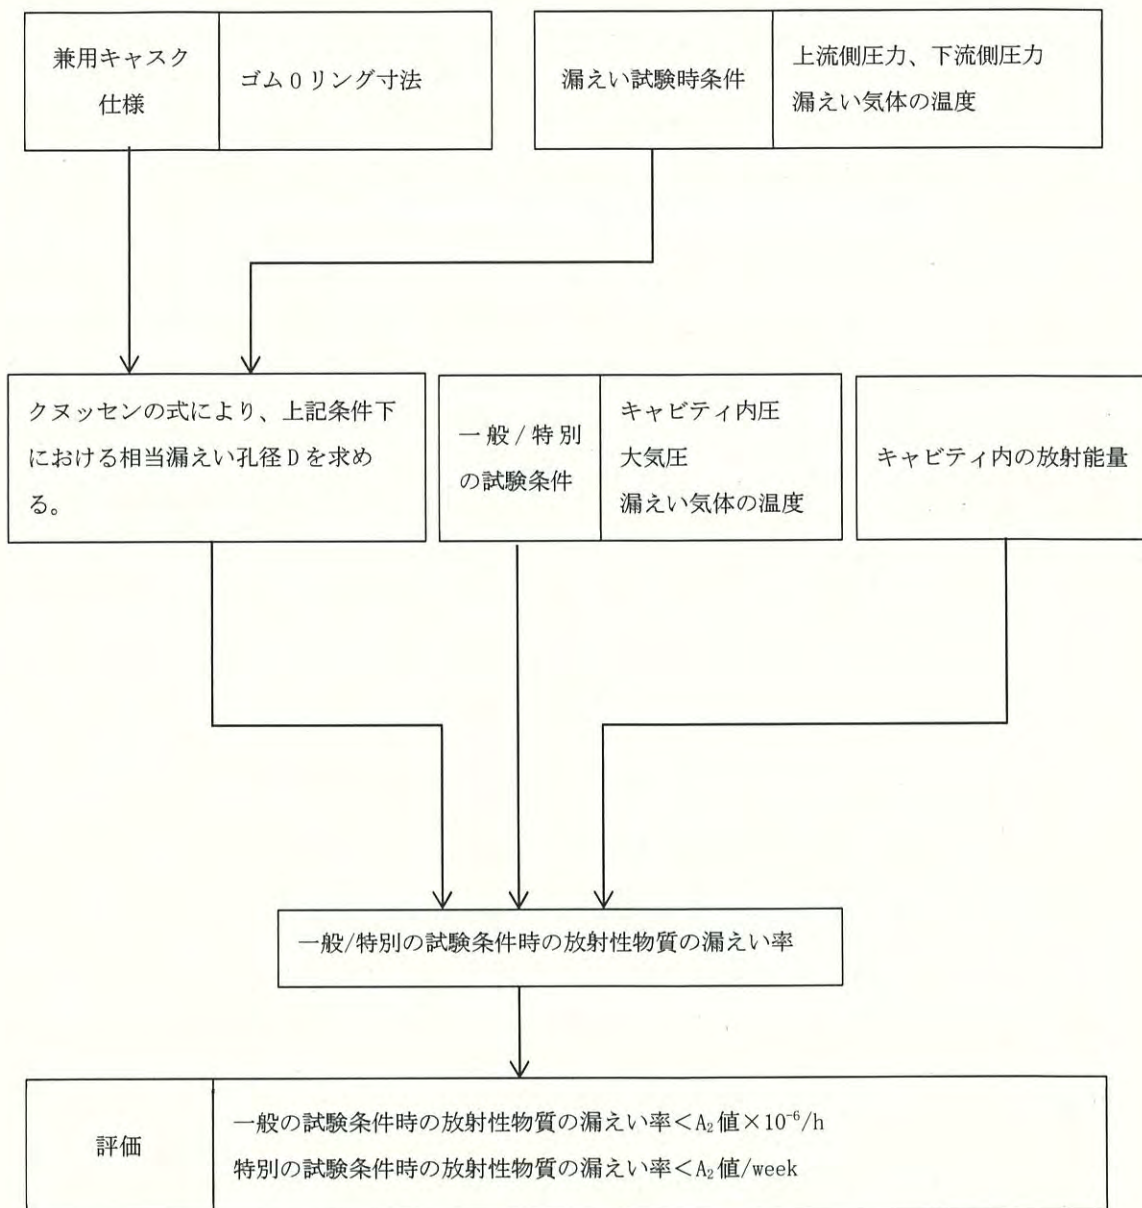 兼用キャスク
仕様
ゴムOリング寸法
漏えい試験時条件
上流側圧力、下流側圧力
漏えい気体の温度
クヌッセンの式により、上記条件下
における相当漏えい孔径Dを求め
る。
一般/特別
の試験条件
キャビティ内圧
大気圧
漏えい気体の温度
キャビティ内の放射能量
一般/特別の試験条件時の放射性物質の漏えい率
評価
一般の試験条件時の放射性物質の漏えい率<A₂値×10⁻⁶/h
特別の試験条件時の放射性物質の漏えい率<A₂値/week